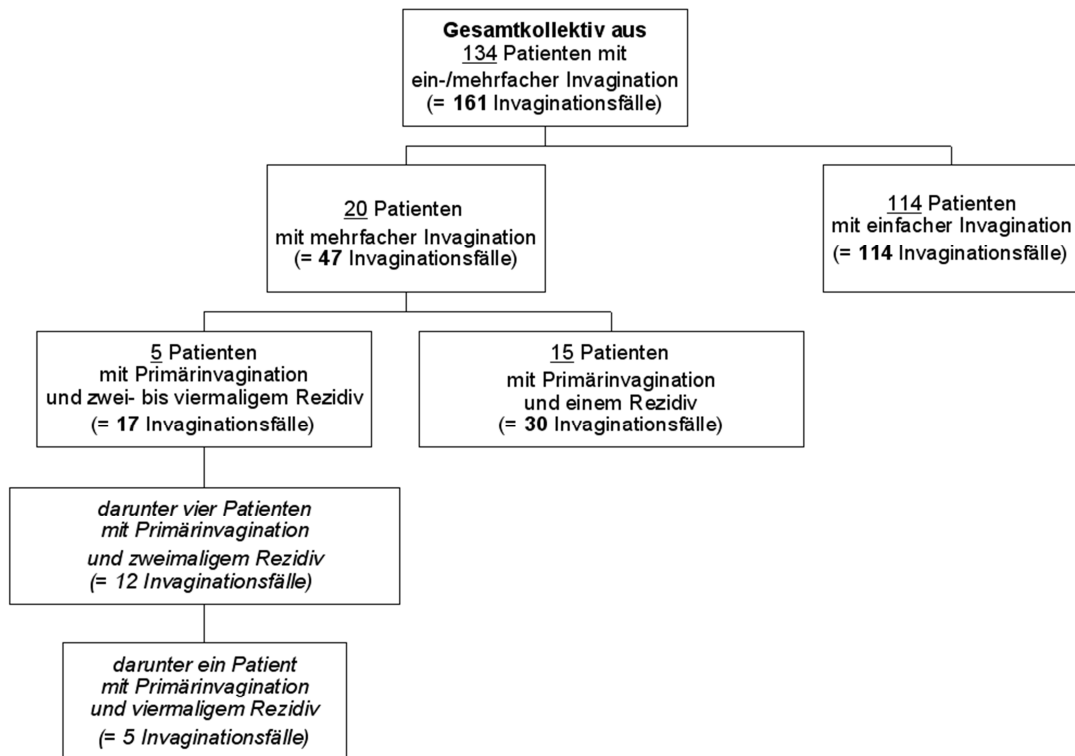 Gesamtkollektiv aus
134 Patienten mit
ein-/mehrfacher Invagination
(= 161 Invaginationsfälle)
20 Patienten
mit mehrfacher Invagination
(= 47 Invaginationsfälle)
114 Patienten
mit einfacher Invagination
(= 114 Invaginationsfälle)
5 Patienten
mit Primärinvagination
und zwei- bis viermaligem Rezidiv
(= 17 Invaginationsfälle)
15 Patienten
mit Primärinvagination
und einem Rezidiv
(= 30 Invaginationsfälle)
darunter vier Patienten
mit Primärinvagination
und zweimaligem Rezidiv
(= 12 Invaginationsfälle)
darunter ein Patient
mit Primärinvagination
und viermaligem Rezidiv
(= 5 Invaginationsfälle)